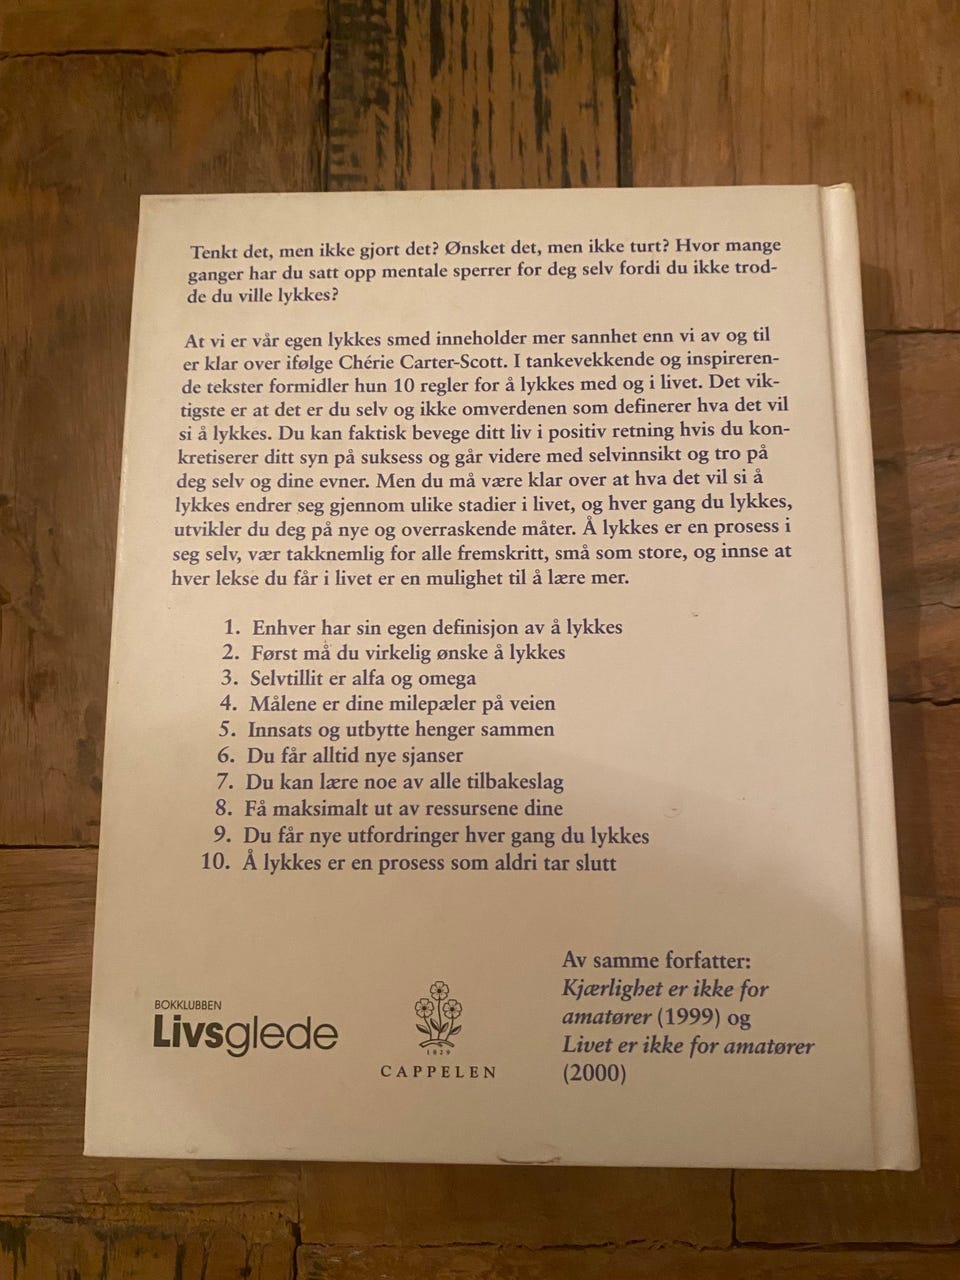 Tenkt det, men ikke gjort det? Ønsket det, men ikke turt? Hvor mange
ganger har du satt opp mentale sperrer for deg selv fordi du ikke trod-
de du ville lykkes?
At vi er vår egen lykkes smed inneholder mer sannhet enn vi av og til
er klar over ifølge Chérie Carter-Scott. I tankevekkende og inspireren-
de tekster formidler hun 10 regler for å lykkes med og i livet. Det vik-
tigste er at det er du selv og ikke omverdenen som definerer hva det vil
si å lykkes. Du kan faktisk bevege ditt liv i positiv retning hvis du kon-
kretiserer ditt syn på suksess og går videre med selvinnsikt og tro på
deg selv og dine evner. Men du må være klar over at hva det vil si å
lykkes endrer seg gjennom ulike stadier i livet, og hver gang du lykkes,
utvikler du deg på nye og overraskende måter. Å lykkes er en prosess i
seg selv, vær takknemlig for alle fremskritt, små som store, og innse at
hver lekse du får i livet er en mulighet til å lære mer.
1. Enhver har sin egen definisjon av å lykkes
2. Først må du virkelig ønske å lykkes
3. Selvtillit er alfa og omega
4. Målene er dine milepæler på veien
5. Innsats og utbytte henger sammen
6. Du får alltid nye sjanser
7. Du kan lære noe av alle tilbakeslag
8. Få maksimalt ut av ressursene dine
9. Du får nye utfordringer hver gang du lykkes
10. Å lykkes er en prosess som aldri tar slutt
BOKKLUBBEN
Livsglede
1829
CAPPELEN
Av samme forfatter:
Kjærlighet er ikke for
amatører (1999) og
Livet er ikke for amatører
(2000)